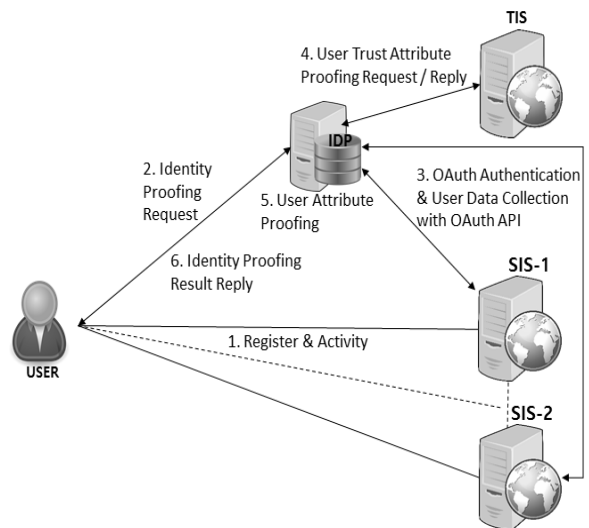 TIS
4. User Trust Attribute
Proofing Request / Reply
IDP
2. Identity
Proofing
Request
3. OAuth Authentication
& User Data Collection
with OAuth API
5. User Attribute
Proofing
6. Identity Proofing
Result Reply
SIS-1
1. Register & Activity
USER
SIS-2